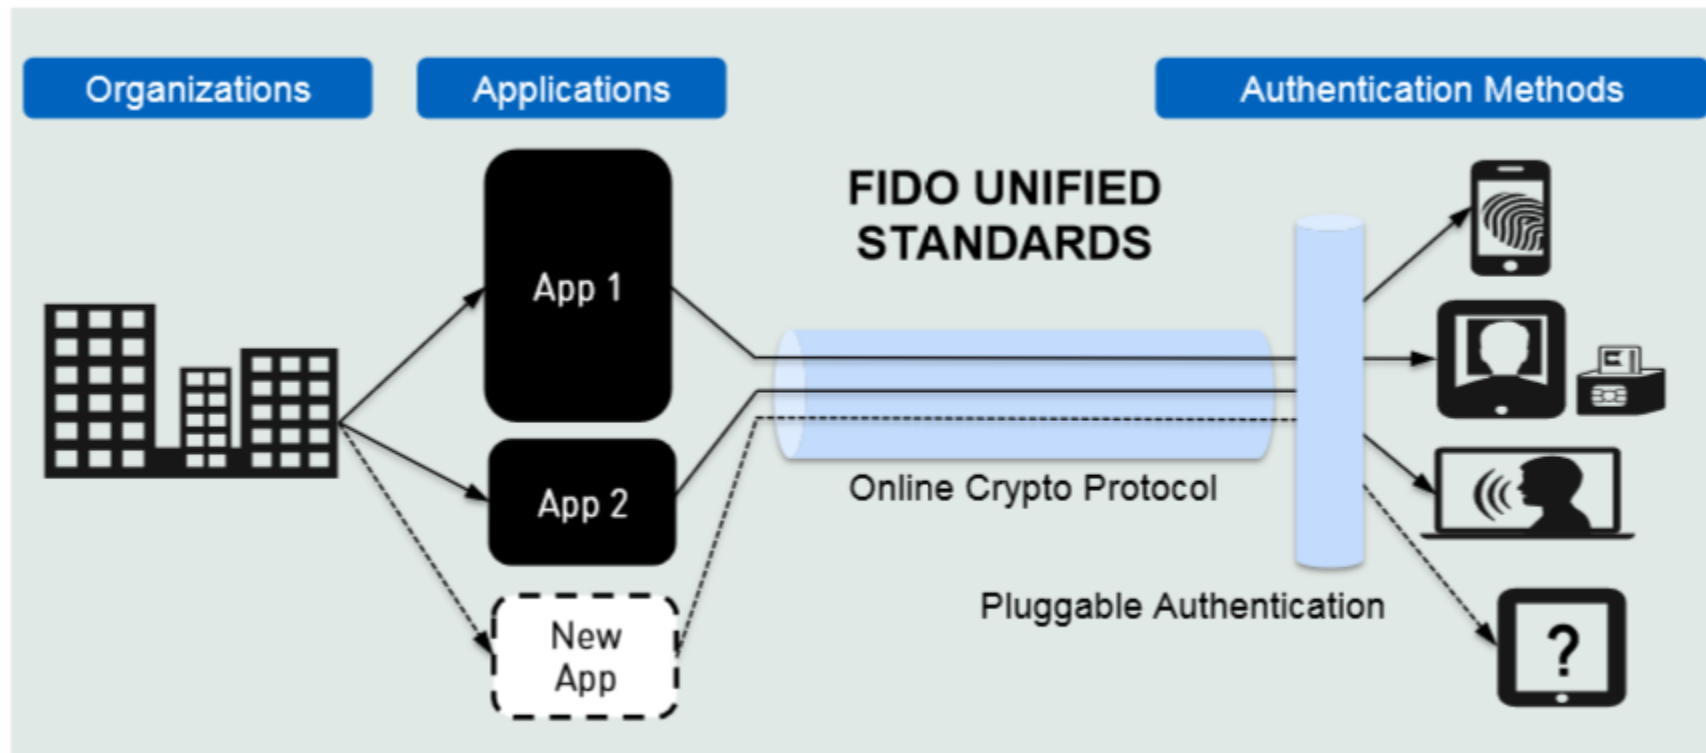 Organizations
Applications
Authentication Methods
FIDO UNIFIED
STANDARDS
App 1
App 2
New
App
Online Crypto Protocol
Pluggable Authentication
?